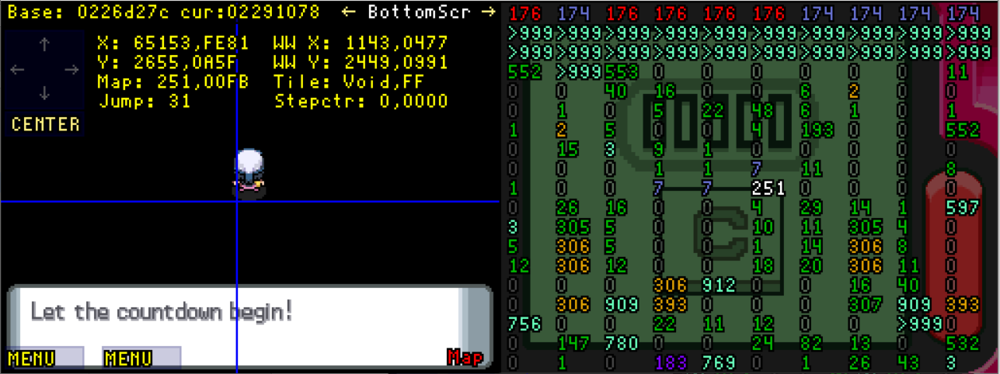 Base: 0226d27c cur:02291078 ← BottomScr →
X: 65153,FE81 WW X: 1143,0477
Y: 2655,0A5F WW Y: 2449,0991
Map: 251,00FB Tile: Void,FF
Jump: 31 Stepctr: 0,0000
CENTER
Let the countdown begin!
MENU MENU Map
176 174 176 176 176 176 174 174 174 174
>999 >999 >999 >999 >999 >999 >999 >999 >999 >999
>999 >999 >999 >999 >999 >999 >999 >999 >999 >999
552 >999 553 0 0 0 0 0 0 11
0 0 40 16 0 0 6 2 0 0
0 1 0 5 22 48 6 1 0 1
1 2 5 0 0 4 193 0 0 552
0 15 3 9 1 0 0 0 0 0
0 0 0 1 1 7 11 0 0 8
1 0 0 7 7 251 0 0 0 0
0 26 16 0 0 4 29 14 1 597
3 305 5 0 0 10 11 305 4 0
5 306 5 0 0 1 14 306 8 0
12 306 12 0 0 18 20 306 11 0
0 0 0 306 912 0 0 16 40 0
0 306 909 393 0 0 0 307 909 393
756 0 0 22 11 12 0 0 >999 0
0 147 780 0 0 24 82 13 0 532
0 1 0 183 769 0 1 26 43 3